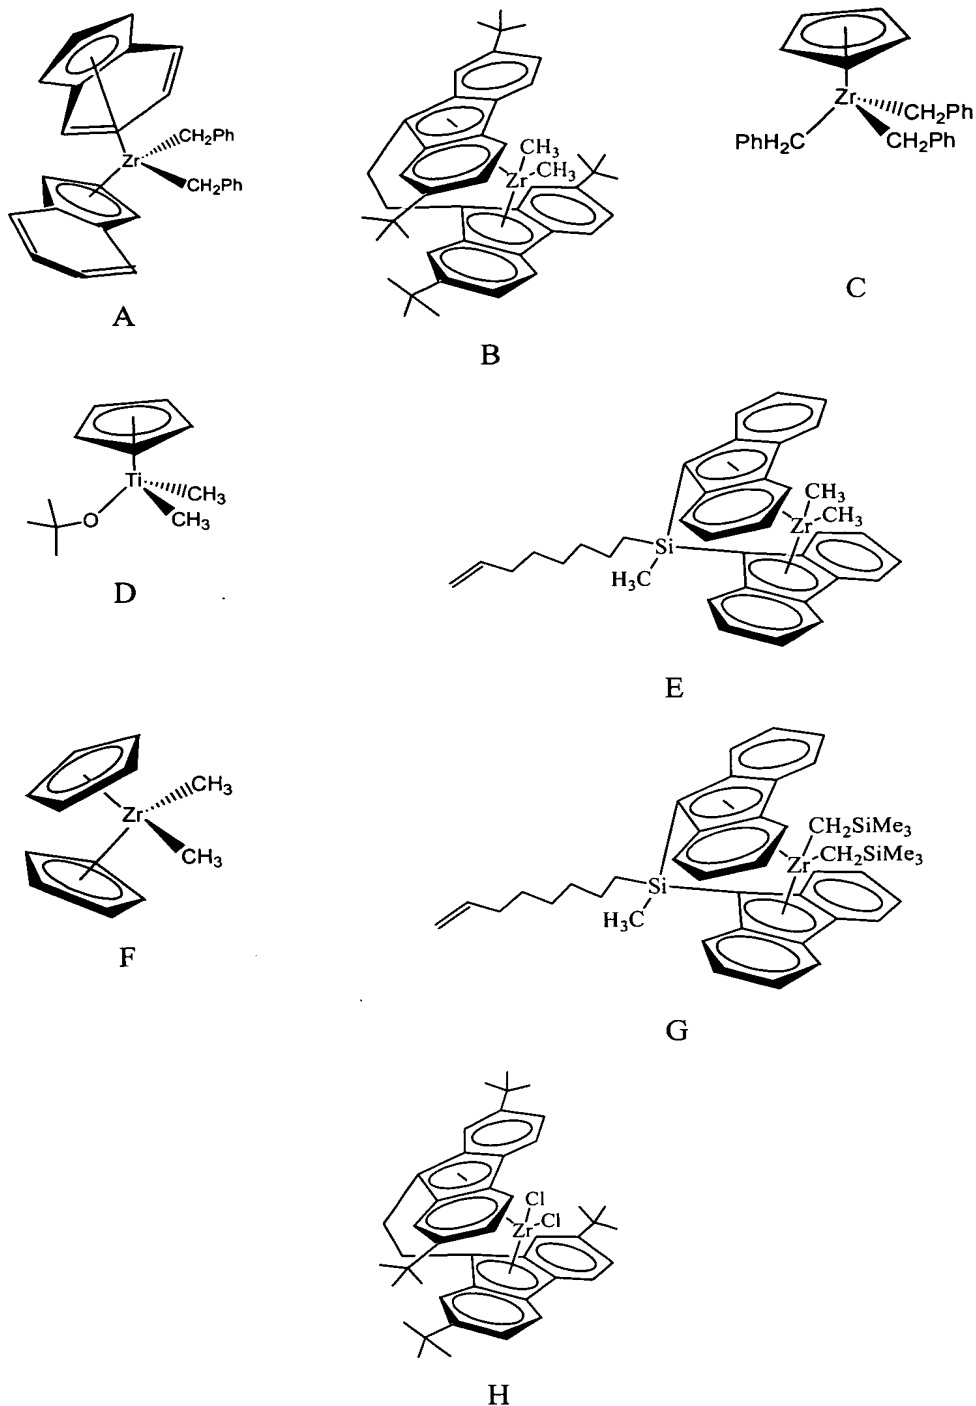 Zr
CH2Ph
CH2Ph
A
CH3
CH3
Zr
B
Zr
CH2Ph
PhH2C
CH2Ph
C
Ti
CH3
CH3
O
D
CH3
CH3
Zr
Si
H3C
E
CH3
Zr
CH3
F
CH2SiMe3
CH2SiMe3
Zr
Si
H3C
G
Cl
Cl
Zr
H